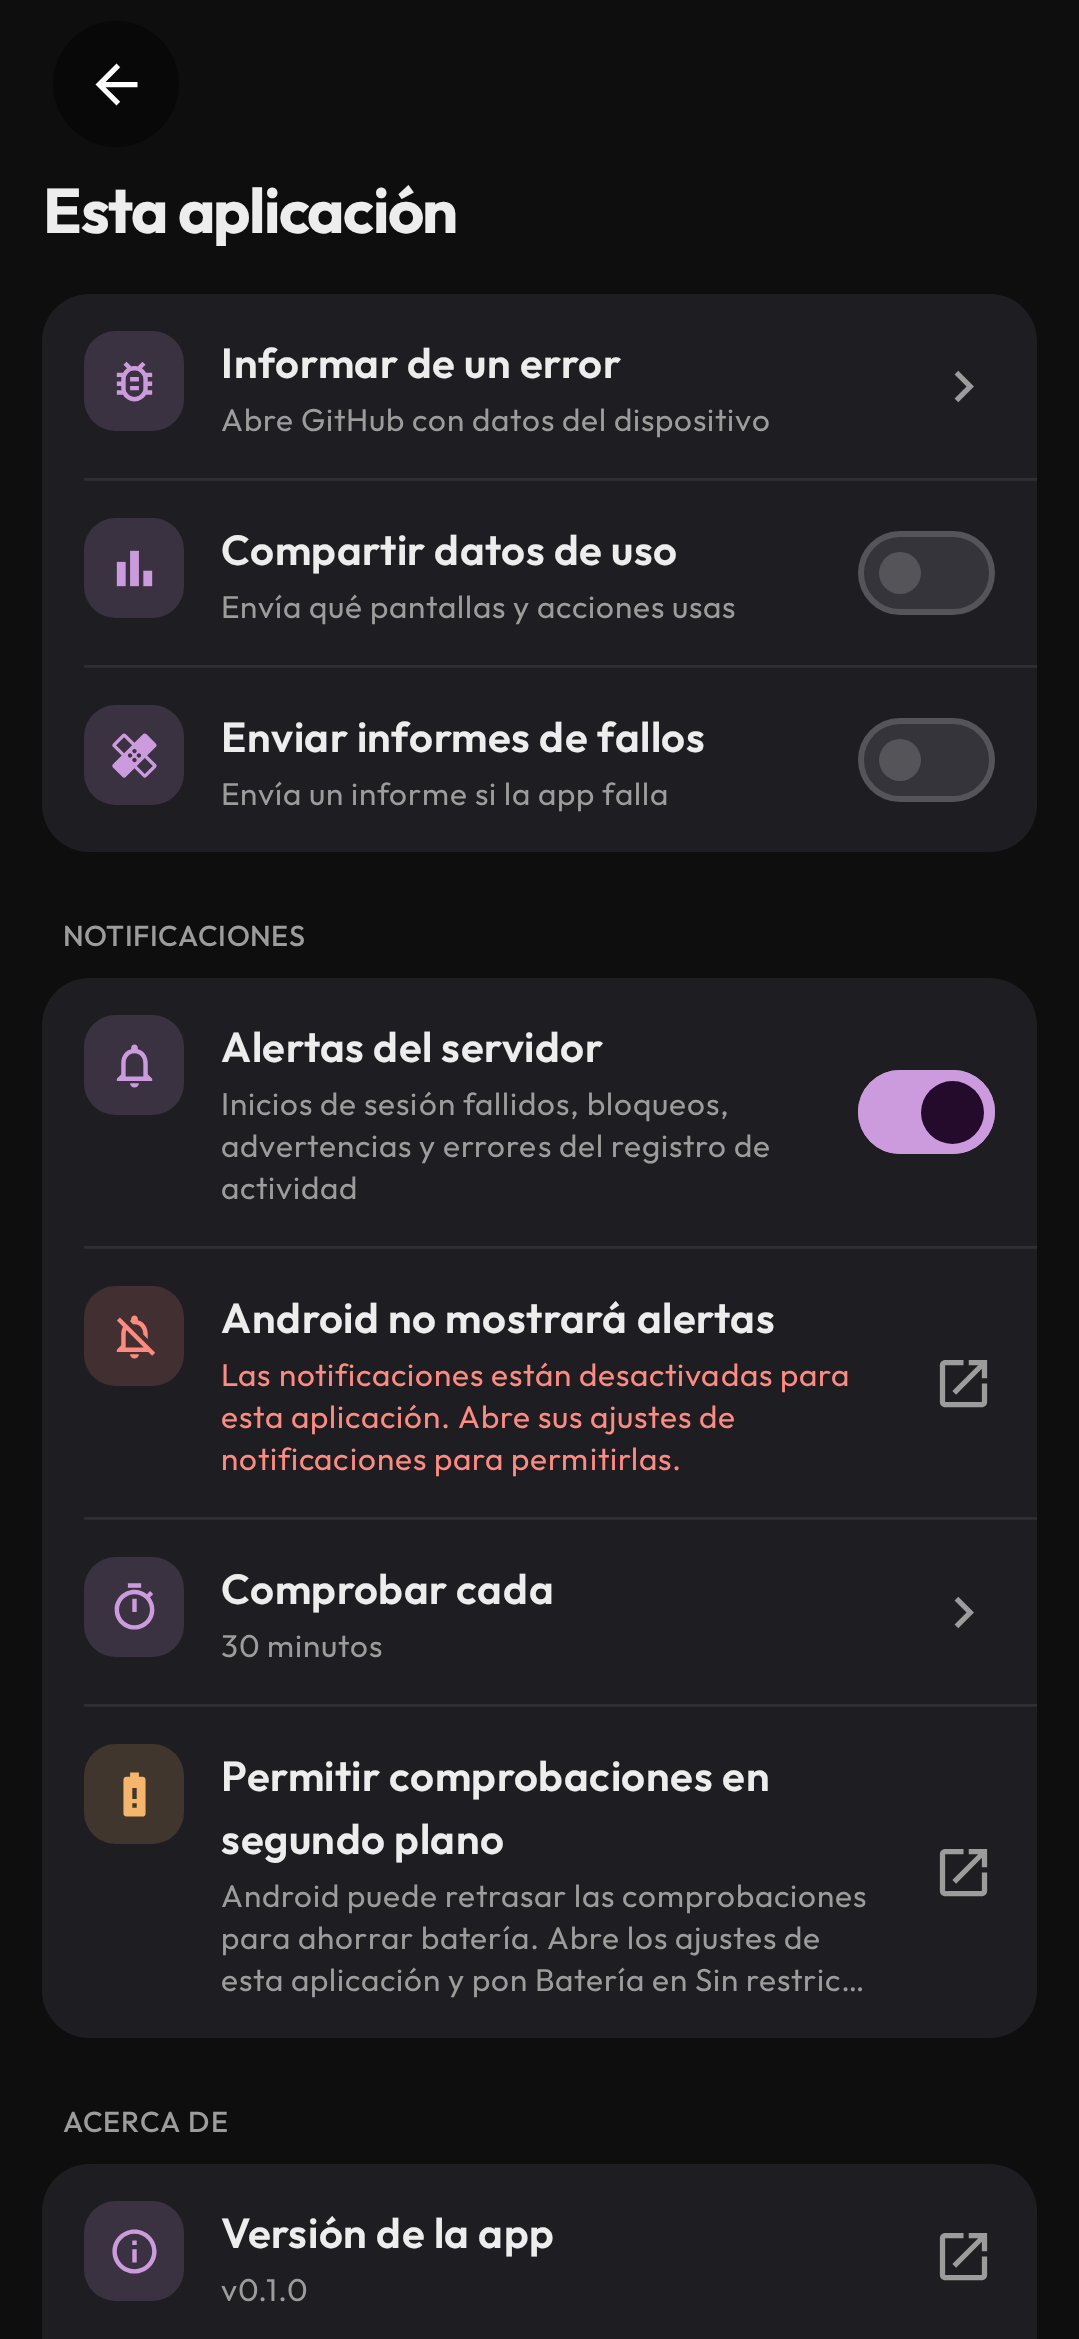 Esta aplicación
Informar de un error
Abre GitHub con datos del dispositivo
Compartir datos de uso
Envía qué pantallas y acciones usas
Enviar informes de fallos
Envía un informe si la app falla
NOTIFICACIONES
Alertas del servidor
Inicios de sesión fallidos, bloqueos,
advertencias y errores del registro de
actividad
Android no mostrará alertas
Las notificaciones están desactivadas para
esta aplicación. Abre sus ajustes de
notificaciones para permitirlas.
Comprobar cada
30 minutos
Permitir comprobaciones en
segundo plano
Android puede retrasar las comprobaciones
para ahorrar batería. Abre los ajustes de
esta aplicación y pon Batería en Sin restric…
ACERCA DE
Versión de la app
v0.1.0